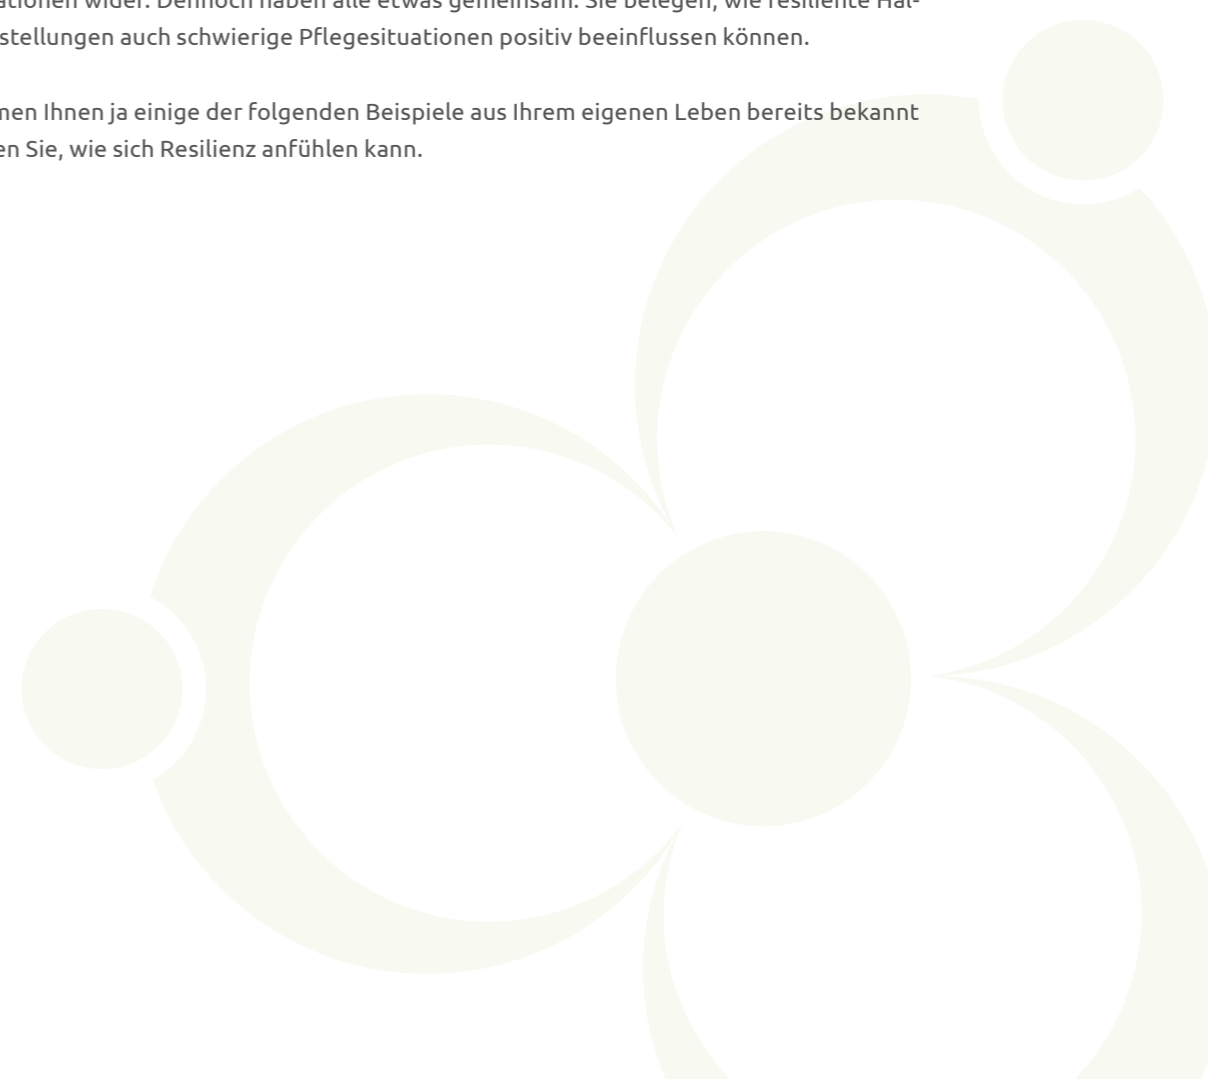 ationen wider. Dennoch haben alle etwas gemeinsam: Sie belegen, wie resiliente Hal-
stellungen auch schwierige Pflegesituationen positiv beeinflussen können.
men Ihnen ja einige der folgenden Beispiele aus Ihrem eigenen Leben bereits bekannt
en Sie, wie sich Resilienz anfühlen kann.